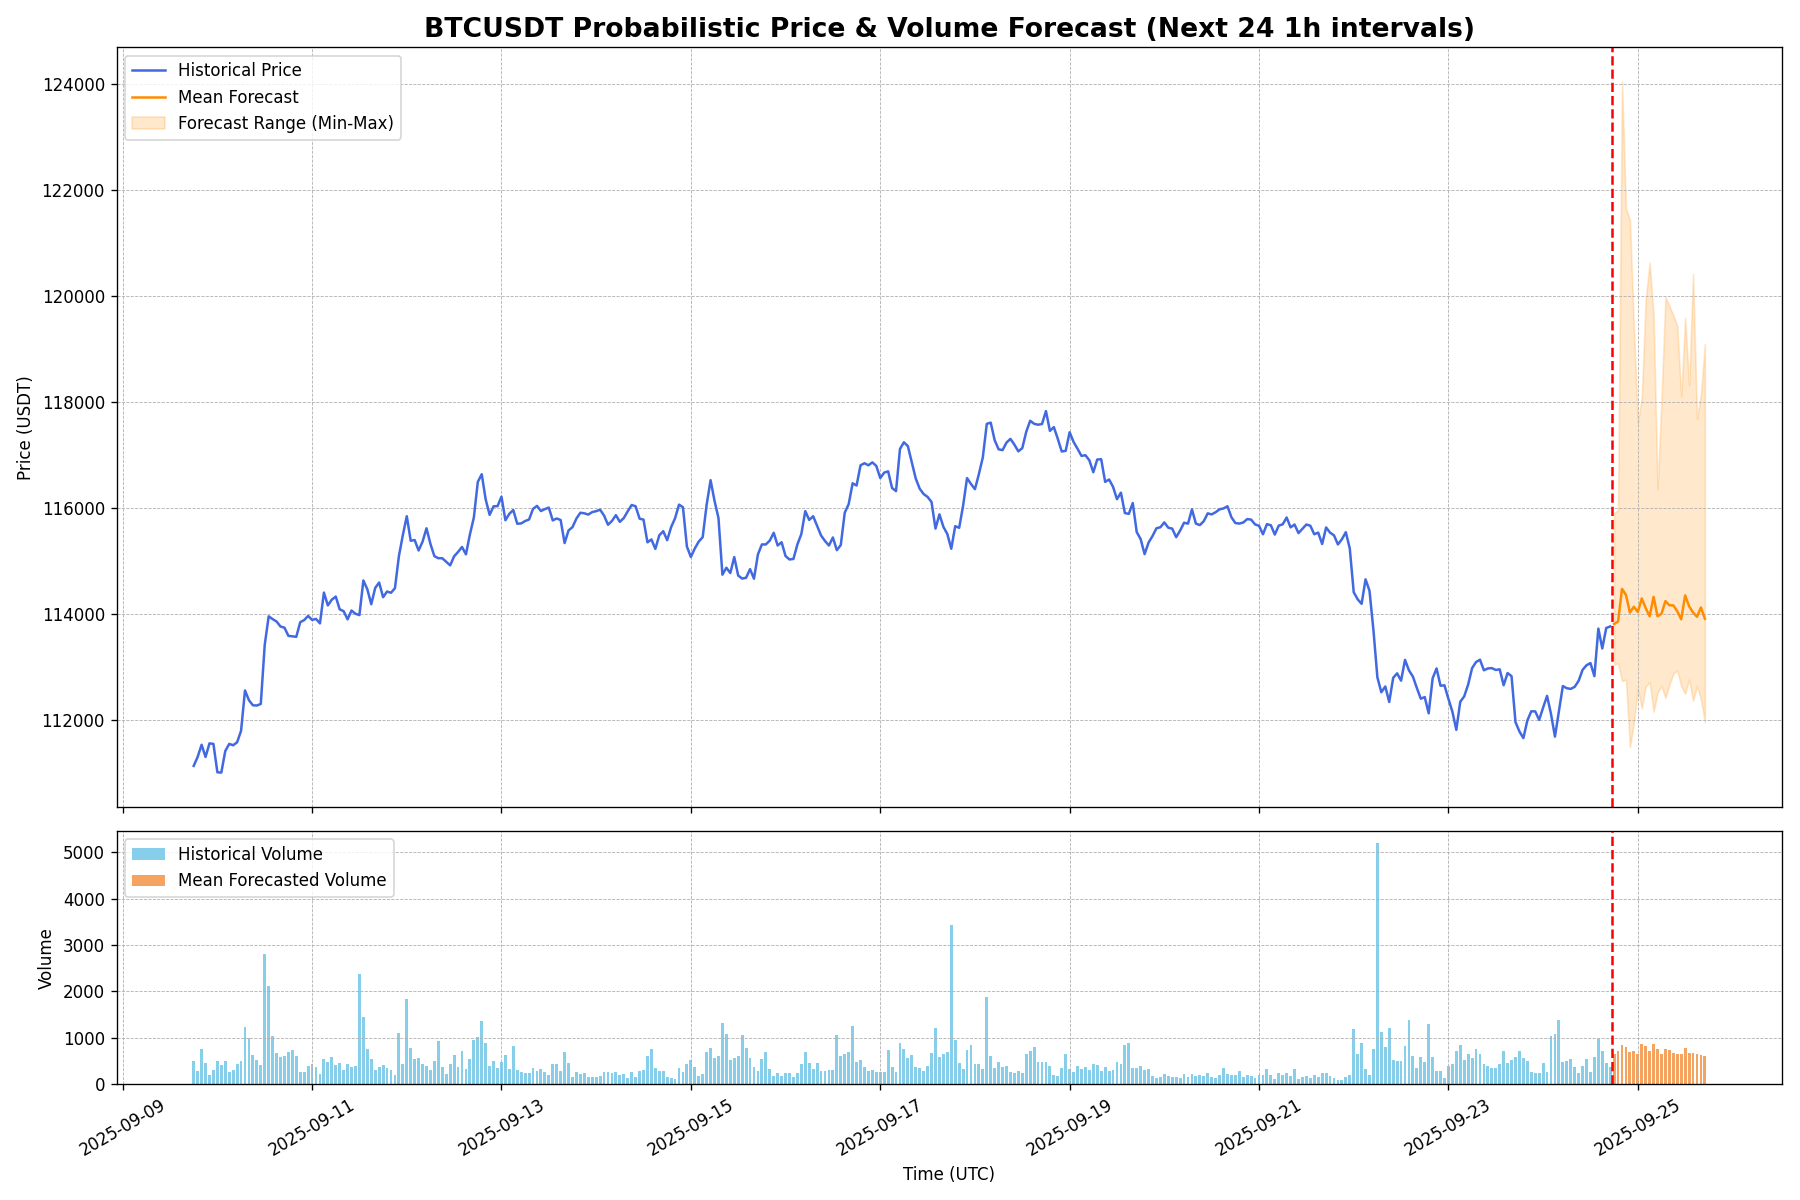 BTCUSDT Probabilistic Price & Volume Forecast (Next 24 1h intervals)
Historical Price
Mean Forecast
Forecast Range (Min-Max)
Price (USDT)
124000
122000
120000
118000
116000
114000
112000
Historical Volume
Mean Forecasted Volume
Volume
5000
4000
3000
2000
1000
0
2025-09-09
2025-09-11
2025-09-13
2025-09-15
2025-09-17
2025-09-19
2025-09-21
2025-09-23
2025-09-25
Time (UTC)